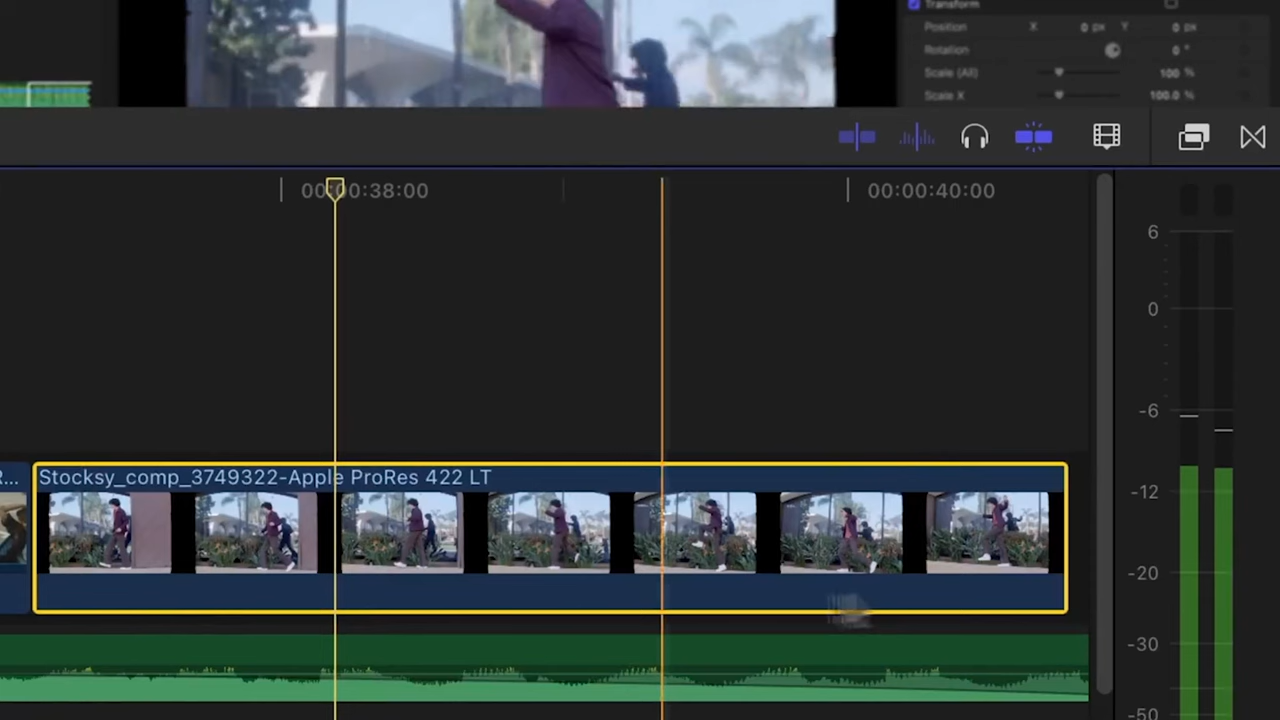 Transform
Position X 0 px Y 0 px
Rotation 0 °
Scale (All) 100 %
Scale X 100.0 %
00:00:38:00
00:00:40:00
6
0
-6
-12
-20
-30
-50
R...
Stocksy_comp_3749322-Apple ProRes 422 LT